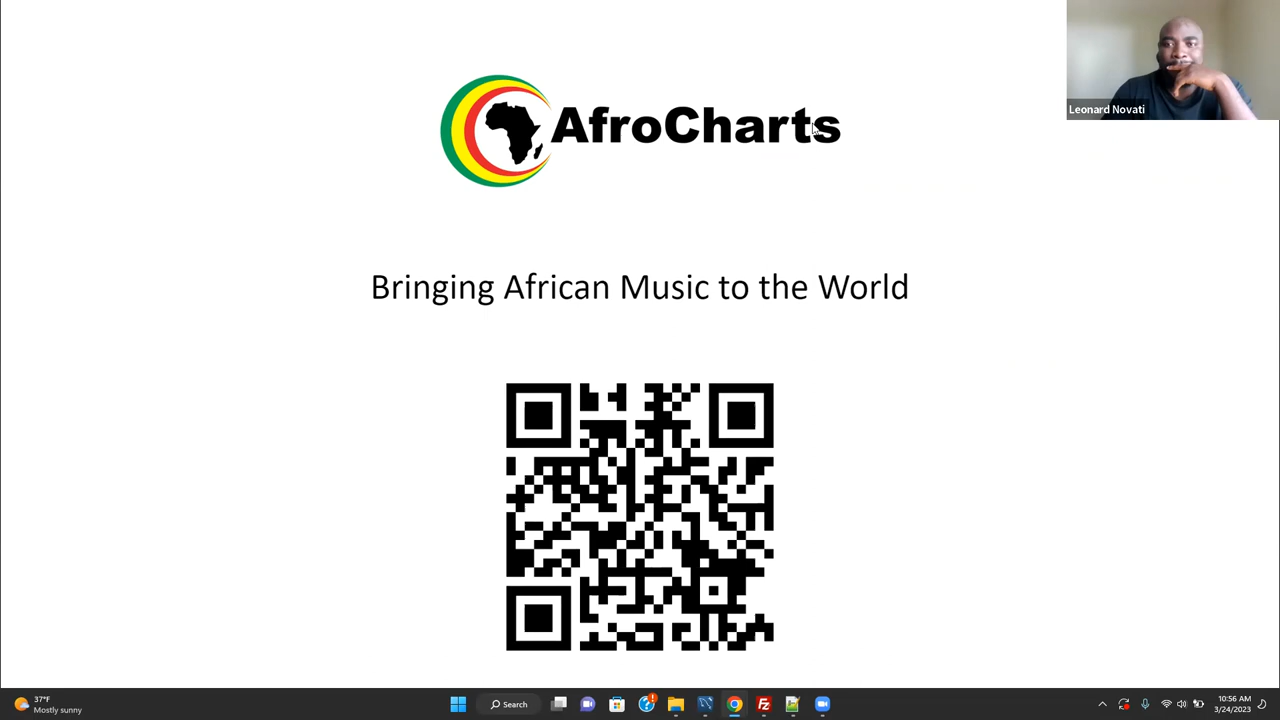 AfroCharts
Leonard Novati
Bringing African Music to the World
37°F
Mostly sunny
Search
10:56 AM
3/24/2023